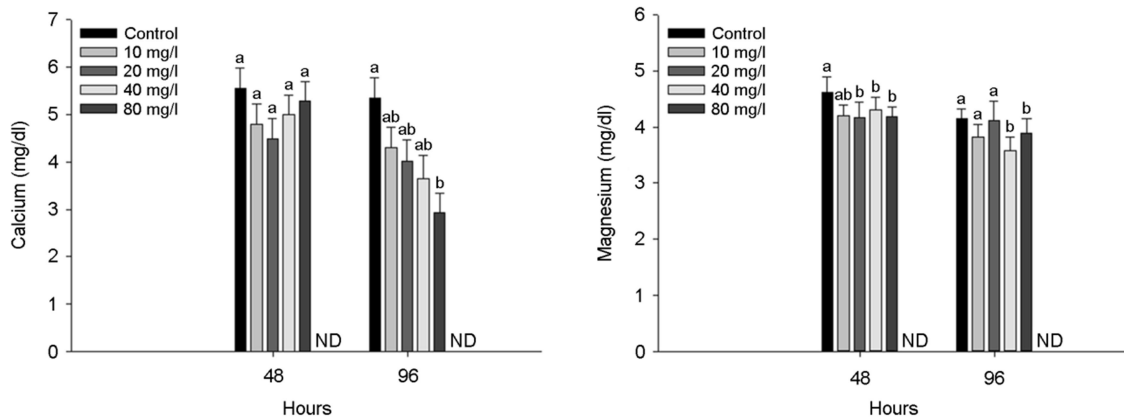 7
6
5
4
3
2
1
0
Calcium (mg/dl)
Control
10 mg/l
20 mg/l
40 mg/l
80 mg/l
a
a
a
a
a
ND
a
ab
ab
ab
b
ND
48
96
Hours
6
5
4
3
2
1
0
Magnesium (mg/dl)
Control
10 mg/l
20 mg/l
40 mg/l
80 mg/l
a
ab
b
b
b
ND
a
a
a
b
b
ND
48
96
Hours